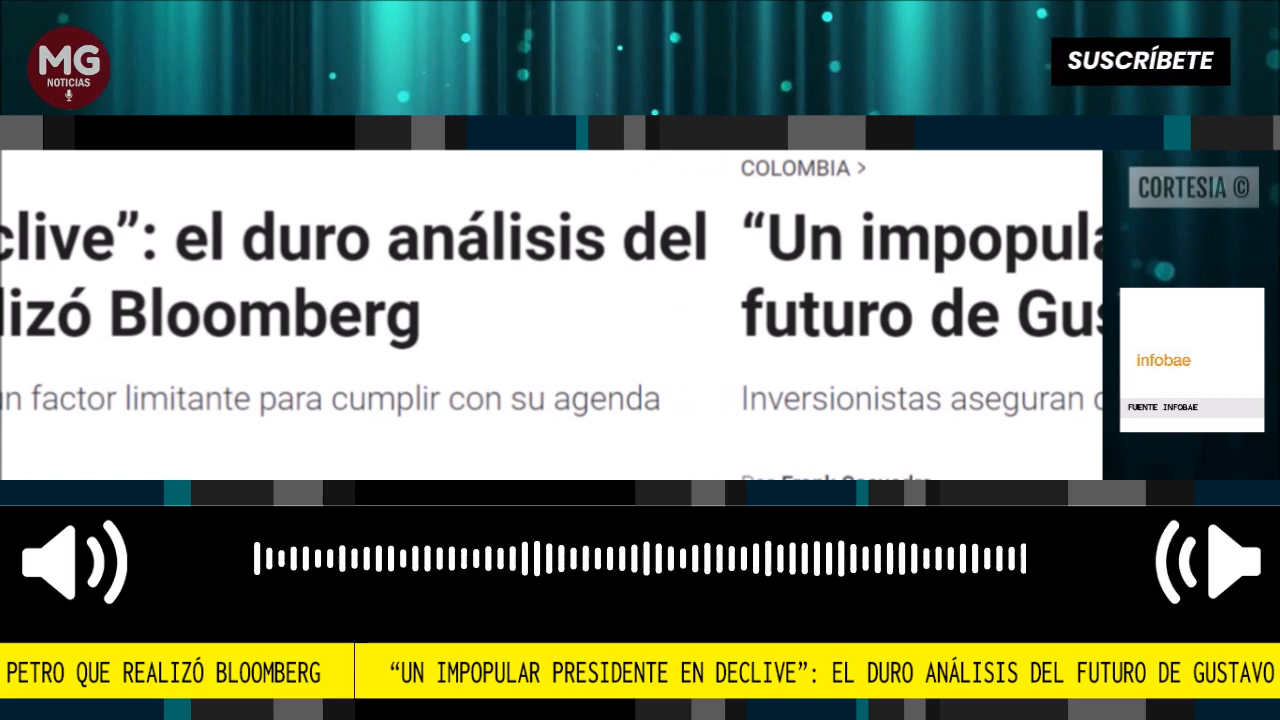 MG
NOTICIAS
SUSCRÍBETE
COLOMBIA >
clive”: el duro análisis del
lizó Bloomberg
un factor limitante para cumplir con su agenda
“Un impopula
futuro de Gus
Inversionistas aseguran
CORTESIA ©
infobae
FUENTE INFOBAE
PETRO QUE REALIZÓ BLOOMBERG
“UN IMPOPULAR PRESIDENTE EN DECLIVE”: EL DURO ANÁLISIS DEL FUTURO DE GUSTAVO